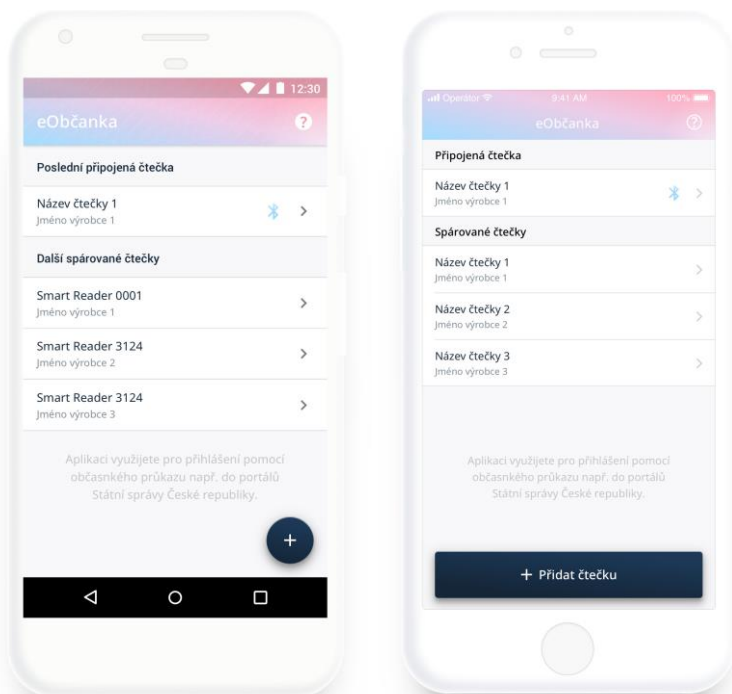 12:30
eObčanka
?
Poslední připojená čtečka
Název čtečky 1
Jméno výrobce 1
Další spárované čtečky
Smart Reader 0001
Jméno výrobce 1
Smart Reader 3124
Jméno výrobce 2
Smart Reader 3124
Jméno výrobce 3
Aplikaci využijete pro přihlášení pomocí
občasnkého průkazu např. do portálů
Státní správy České republiky.
+
Operátor 9:41 AM 100%
eObčanka
?
Připojená čtečka
Název čtečky 1
Jméno výrobce 1
Spárované čtečky
Název čtečky 1
Jméno výrobce 1
Název čtečky 2
Jméno výrobce 2
Název čtečky 3
Jméno výrobce 3
Aplikaci využijete pro přihlášení pomocí
občasnkého průkazu např. do portálů
Státní správy České republiky.
+ Přidat čtečku